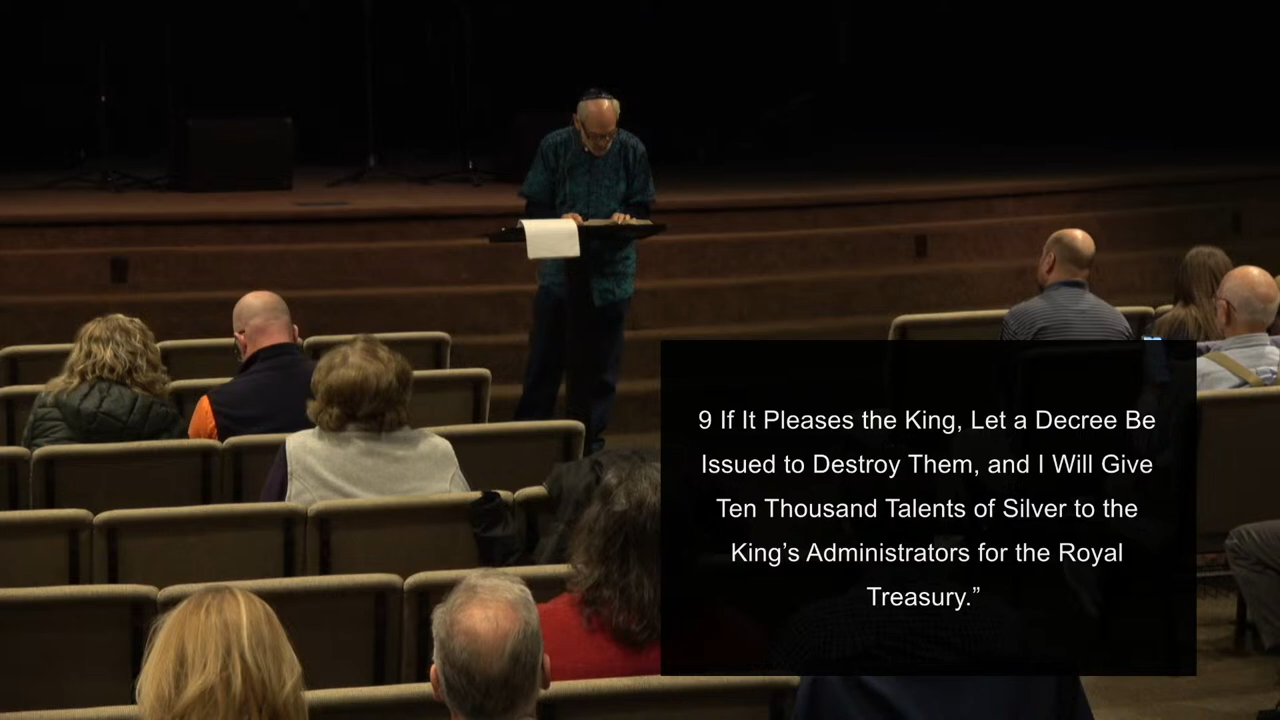 9 If It Pleases the King, Let a Decree Be
Issued to Destroy Them, and I Will Give
Ten Thousand Talents of Silver to the
King’s Administrators for the Royal
Treasury.”